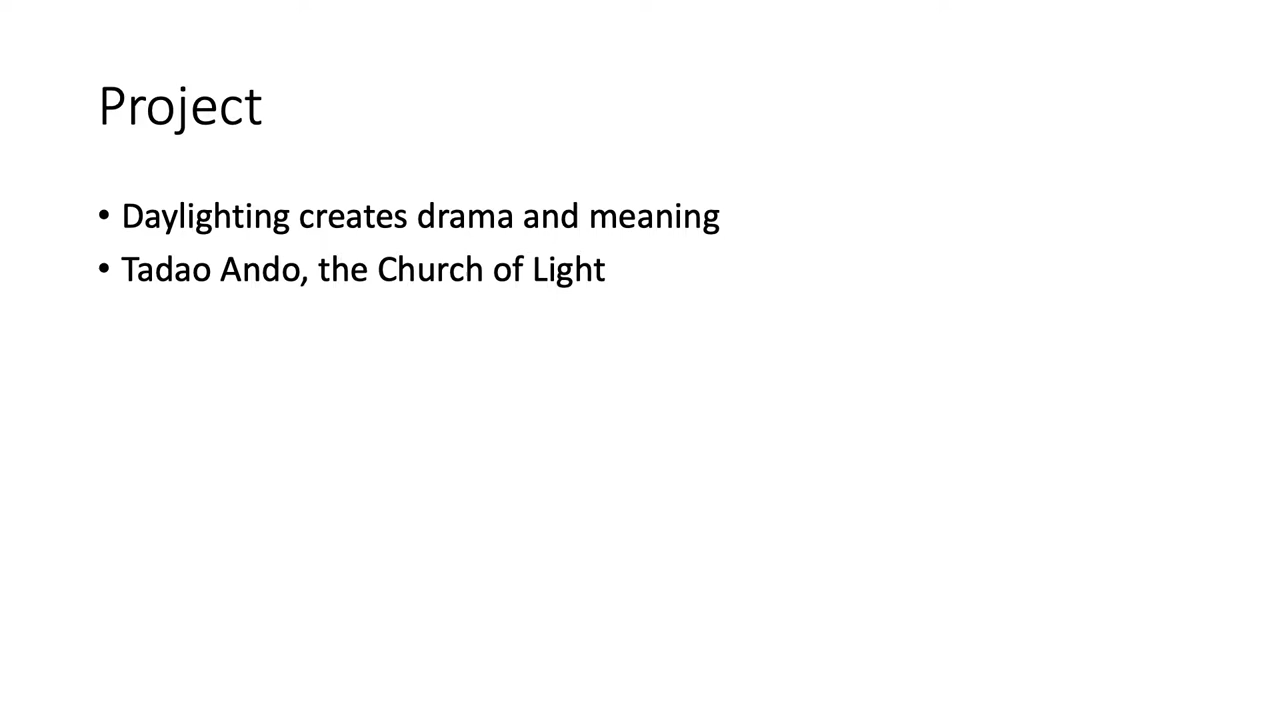 Project
• Daylighting creates drama and meaning
• Tadao Ando, the Church of Light